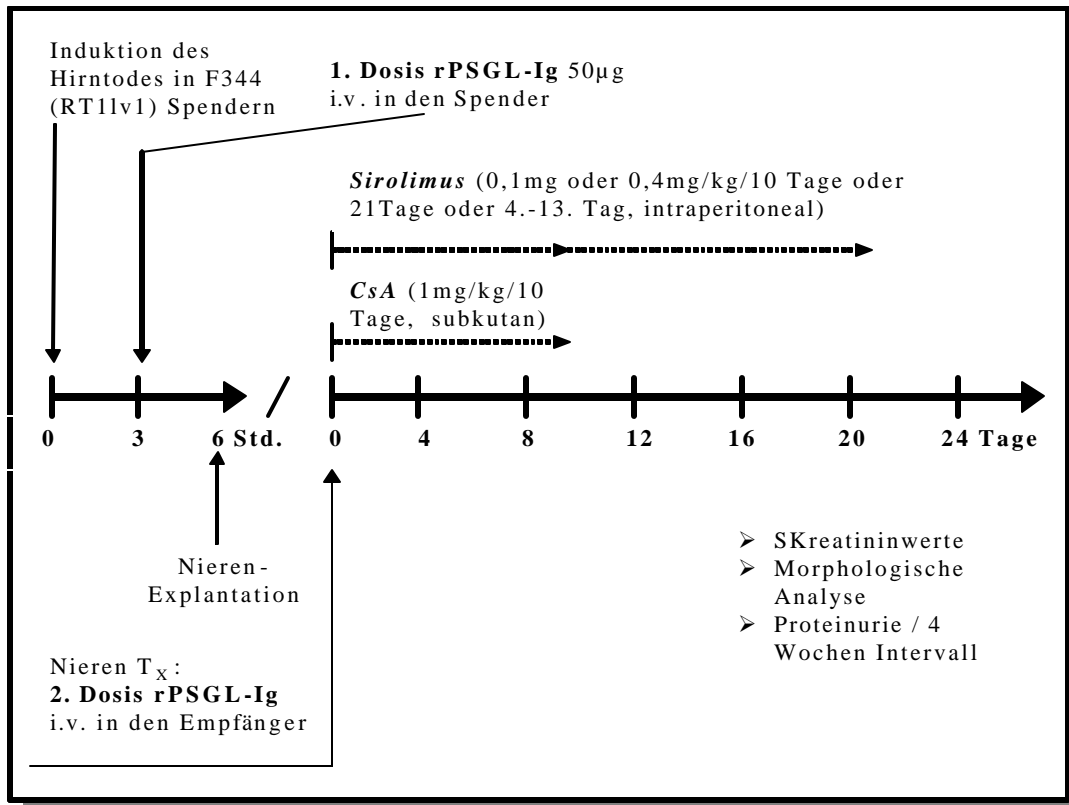 Induktion des
Hirntodes in F344
(RT1lv1) Spendern
1. Dosis rPSGL-Ig 50µg
i.v. in den Spender
Sirolimus (0,1mg oder 0,4mg/kg/10 Tage oder
21Tage oder 4.-13. Tag, intraperitoneal)
CsA (1mg/kg/10
Tage, subkutan)
0 3 6 Std. 0 4 8 12 16 20 24 Tage
Nieren-
Explantation
Nieren TX:
2. Dosis rPSGL-Ig
i.v. in den Empfänger
➢ SKreatininwerte
➢ Morphologische
Analyse
➢ Proteinurie / 4
Wochen Intervall